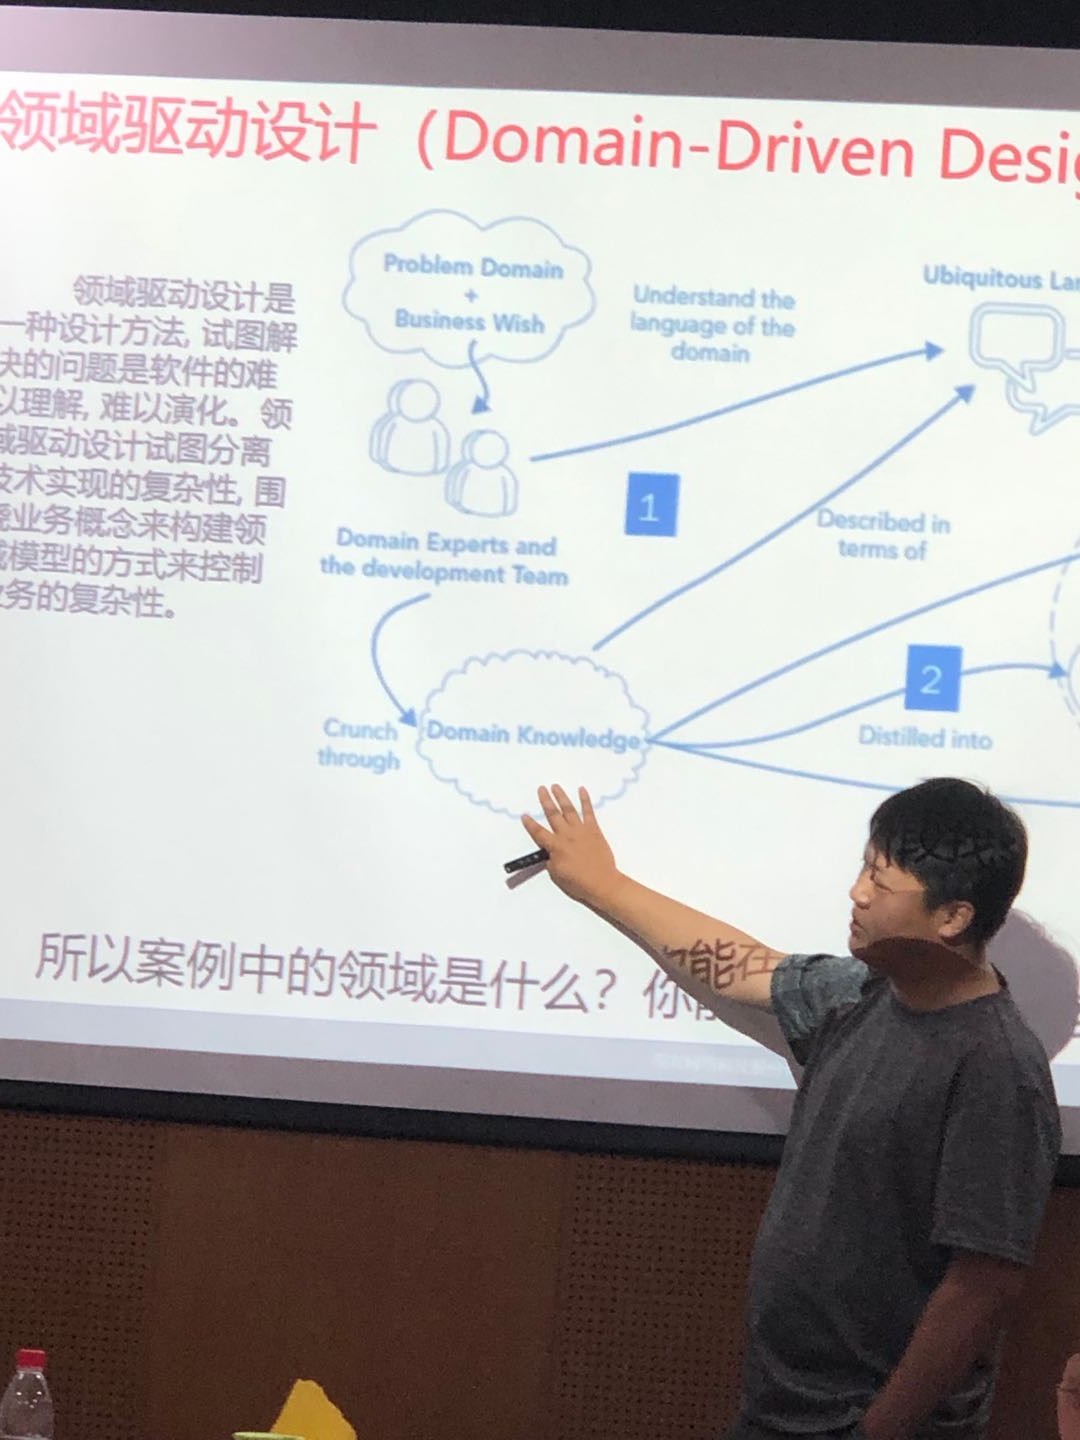 领域驱动设计（Domain-Driven Desig
领域驱动设计是
一种设计方法, 试图解
决的问题是软件的难
以理解, 难以演化。领
域驱动设计试图分离
技术实现的复杂性, 围
绕业务概念来构建领
域模型的方式来控制
业务的复杂性。
Problem Domain
+
Business Wish
Understand the
language of the
domain
Ubiquitous Lan
1
Domain Experts and
the development Team
Described in
terms of
2
Distilled into
Crunch
through
Domain Knowledge
所以案例中的领域是什么？你能在